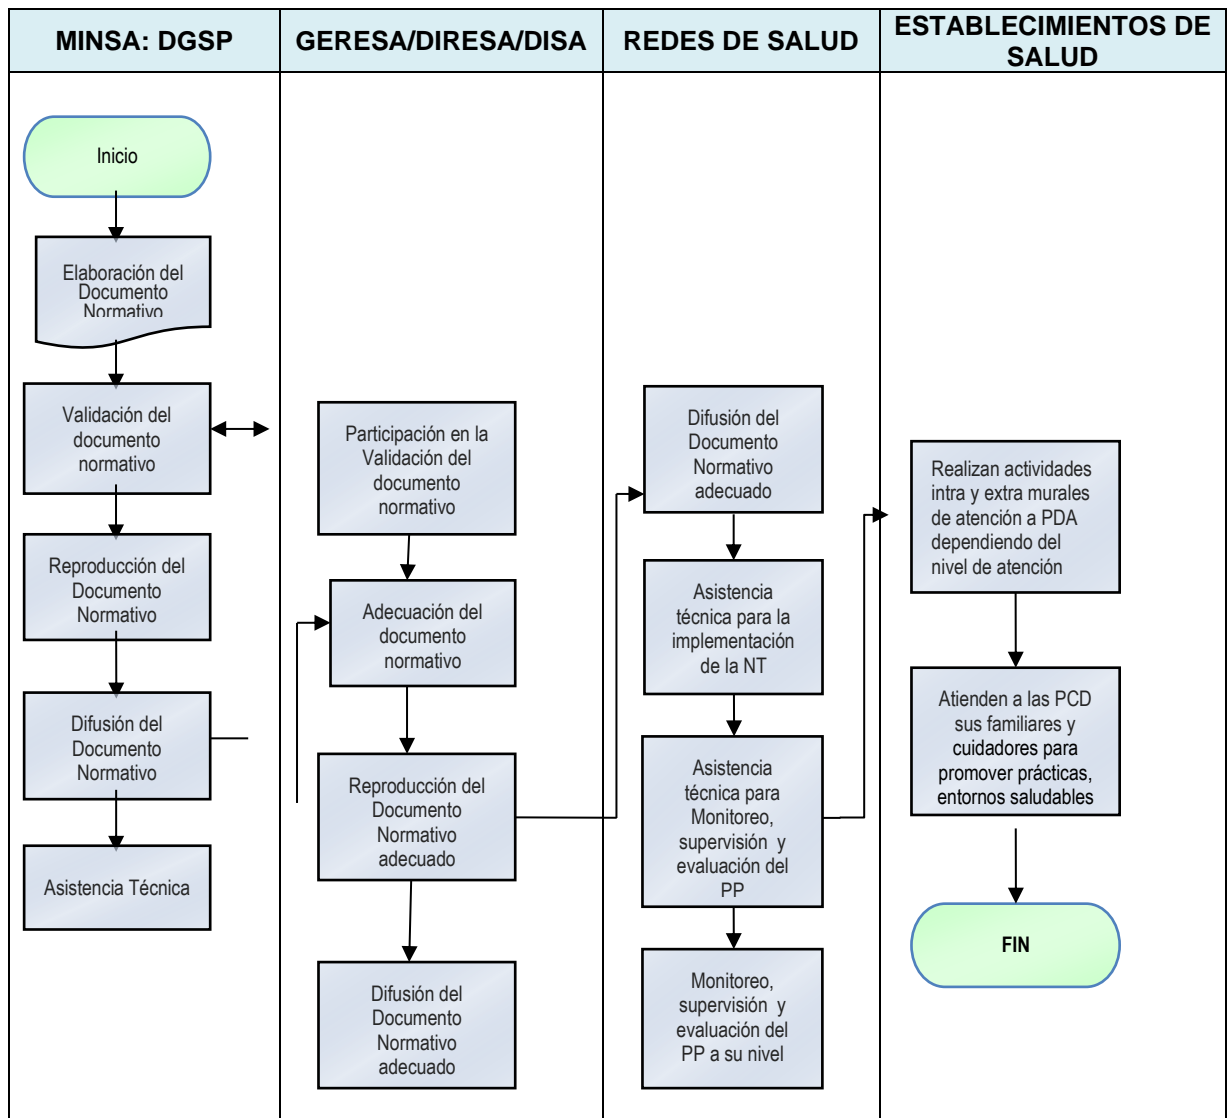 MINSA: DGSP
GERESA/DIRESA/DISA
REDES DE SALUD
ESTABLECIMIENTOS DE
SALUD
Inicio
Elaboración del
Documento
Normativo
Validación del
documento
normativo
Reproducción del
Documento
Normativo
Difusión del
Documento
Normativo
Asistencia Técnica
Participación en la
Validación del
documento
normativo
Adecuación del
documento
normativo
Reproducción del
Documento
Normativo
adecuado
Difusión del
Documento
Normativo
adecuado
Difusión del
Documento
Normativo
adecuado
Asistencia
técnica para la
implementación
de la NT
Asistencia
técnica para
Monitoreo,
supervisión y
evaluación del
PP
Monitoreo,
supervisión y
evaluación del
PP a su nivel
Realizan actividades
intra y extra murales
de atención a PDA
dependiendo del
nivel de atención
Atienden a las PCD
sus familiares y
cuidadores para
promover prácticas,
entornos saludables
FIN